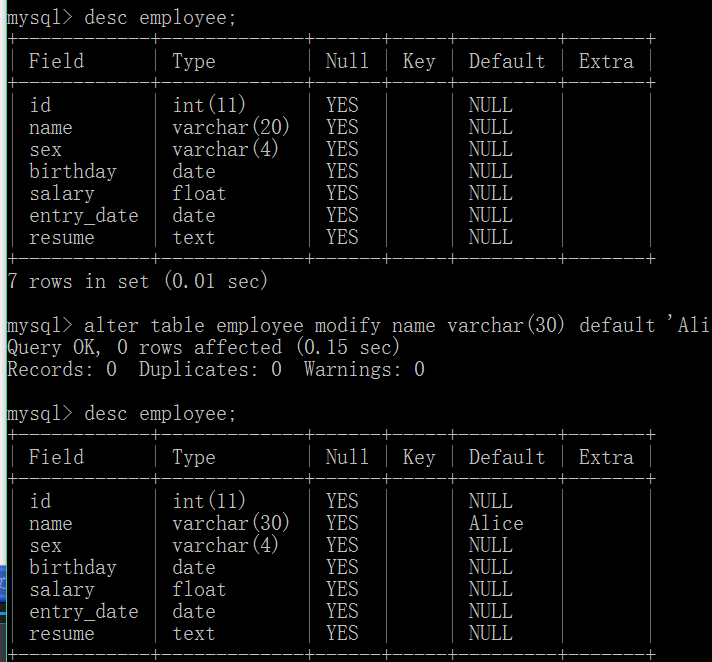 mysql> desc employee;
+------------+-------------+------+-----+---------+-------+
| Field      | Type        | Null | Key | Default | Extra |
+------------+-------------+------+-----+---------+-------+
| id         | int(11)     | YES  |     | NULL    |       |
| name       | varchar(20) | YES  |     | NULL    |       |
| sex        | varchar(4)  | YES  |     | NULL    |       |
| birthday   | date        | YES  |     | NULL    |       |
| salary     | float       | YES  |     | NULL    |       |
| entry_date | date        | YES  |     | NULL    |       |
| resume     | text        | YES  |     | NULL    |       |
+------------+-------------+------+-----+---------+-------+
7 rows in set (0.01 sec)
mysql> alter table employee modify name varchar(30) default 'Ali
Query OK, 0 rows affected (0.15 sec)
Records: 0  Duplicates: 0  Warnings: 0
mysql> desc employee;
+------------+-------------+------+-----+---------+-------+
| Field      | Type        | Null | Key | Default | Extra |
+------------+-------------+------+-----+---------+-------+
| id         | int(11)     | YES  |     | NULL    |       |
| name       | varchar(30) | YES  |     | Alice   |       |
| sex        | varchar(4)  | YES  |     | NULL    |       |
| birthday   | date        | YES  |     | NULL    |       |
| salary     | float       | YES  |     | NULL    |       |
| entry_date | date        | YES  |     | NULL    |       |
| resume     | text        | YES  |     | NULL    |       |
+------------+-------------+------+-----+---------+-------+